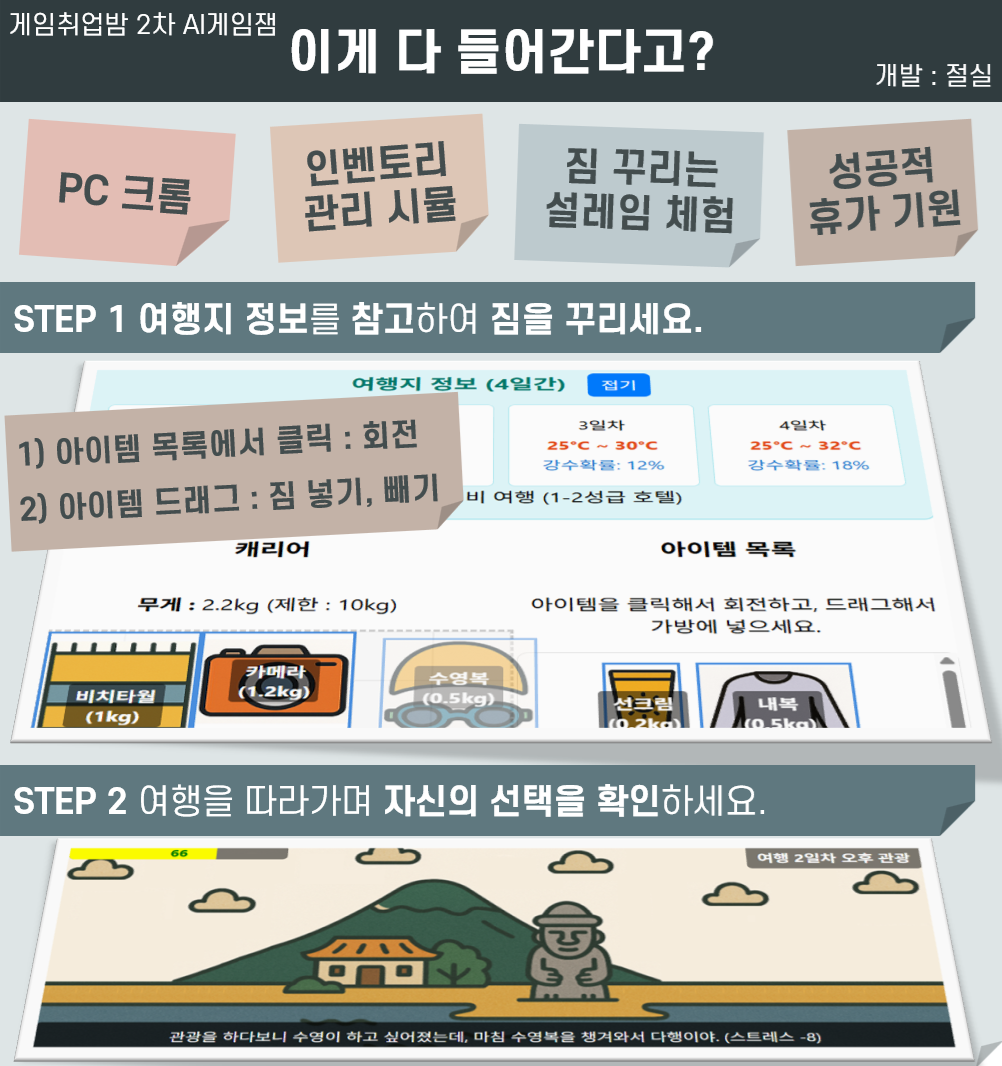 게임취업밤 2차 AI게임잼
이게 다 들어간다고?
개발 : 절실
PC 크롬
인벤토리
관리 시뮬
짐 꾸리는
설레임 체험
성공적
휴가 기원
STEP 1 여행지 정보를 참고하여 짐을 꾸리세요.
여행지 정보 (4일간) 접기
1) 아이템 목록에서 클릭 : 회전
2) 아이템 드래그 : 짐 넣기, 빼기
3일차
25°C ~ 30°C
강수확률: 12%
4일차
25°C ~ 32°C
강수확률: 18%
비 여행 (1-2성급 호텔)
캐리어
무게 : 2.2kg (제한 : 10kg)
아이템 목록
아이템을 클릭해서 회전하고, 드래그해서
가방에 넣으세요.
비치타월
(1kg)
카메라
(1.2kg)
수영복
(0.5kg)
선크림
(0.2kg)
내복
(0.5kg)
STEP 2 여행을 따라가며 자신의 선택을 확인하세요.
66
여행 2일차 오후 관광
관광을 하다보니 수영이 하고 싶어졌는데, 마침 수영복을 챙겨와서 다행이야. (스트레스 -8)